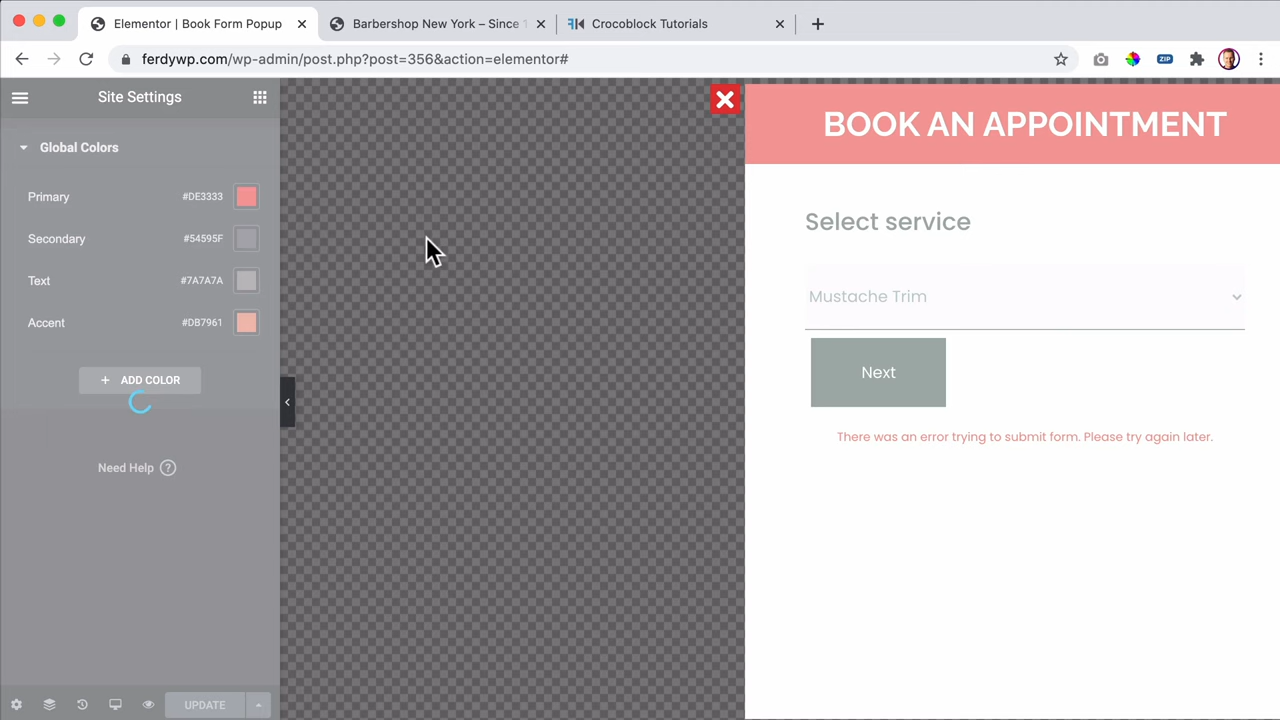 Elementor | Book Form Popup
Barbershop New York – Since 1
Crocoblock Tutorials
ferdywp.com/wp-admin/post.php?post=356&action=elementor#
ZIP
Site Settings
Global Colors
Primary #DE3333
Secondary #54595F
Text #7A7A7A
Accent #DB7961
+ ADD COLOR
Need Help ?
UPDATE
BOOK AN APPOINTMENT
Select service
Mustache Trim
Next
There was an error trying to submit form. Please try again later.